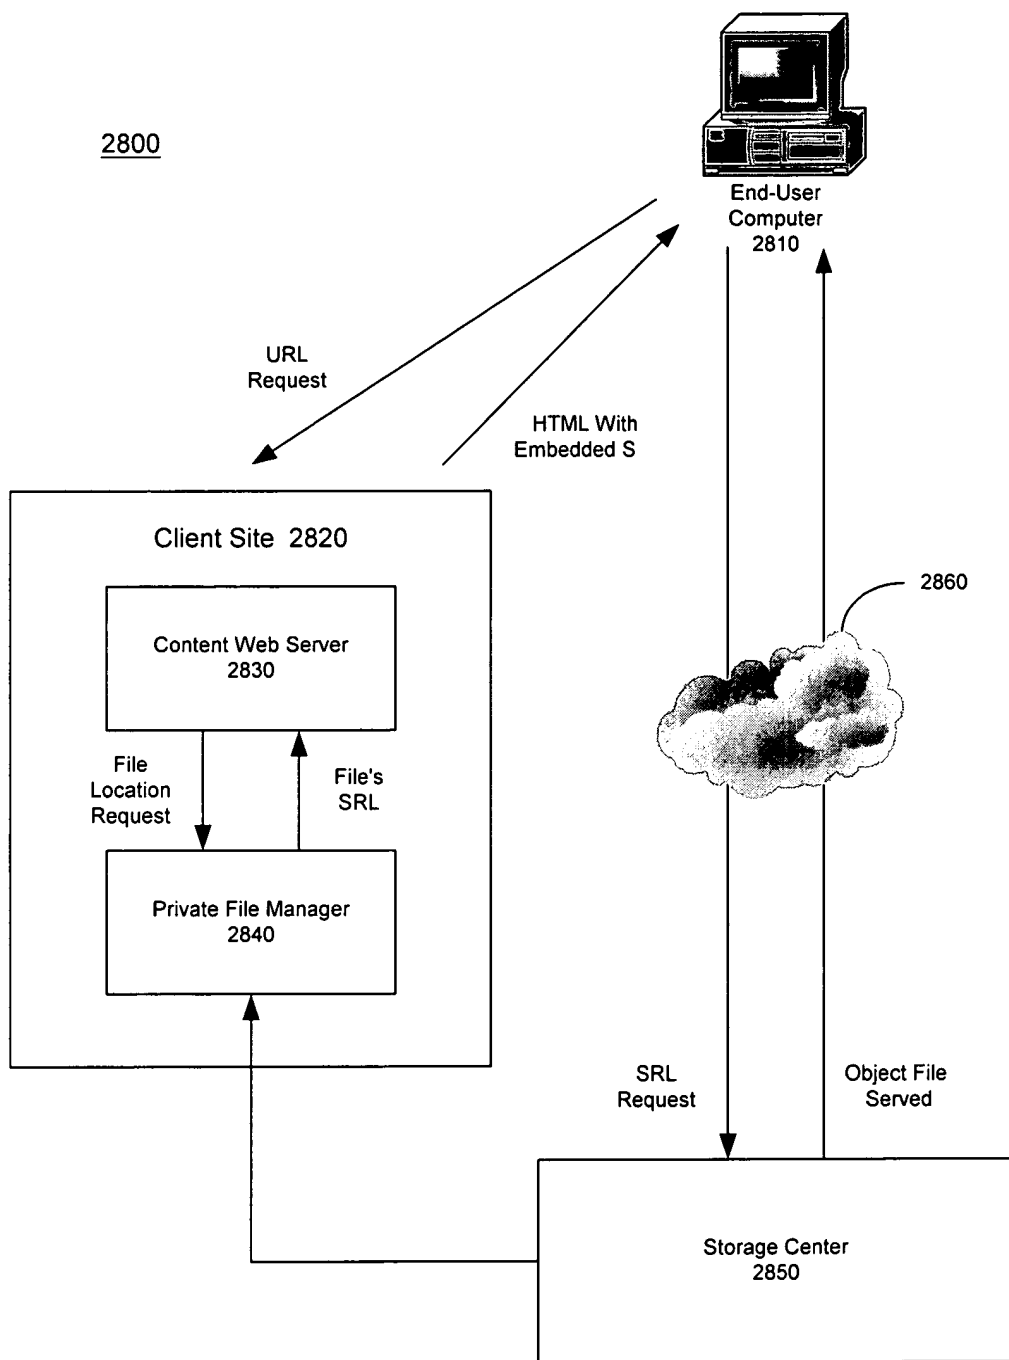 2800
End-User
Computer
2810
URL
Request
HTML With
Embedded S
Client Site 2820
2860
Content Web Server
2830
File
Location
Request
File's
SRL
Private File Manager
2840
SRL
Request
Object File
Served
Storage Center
2850